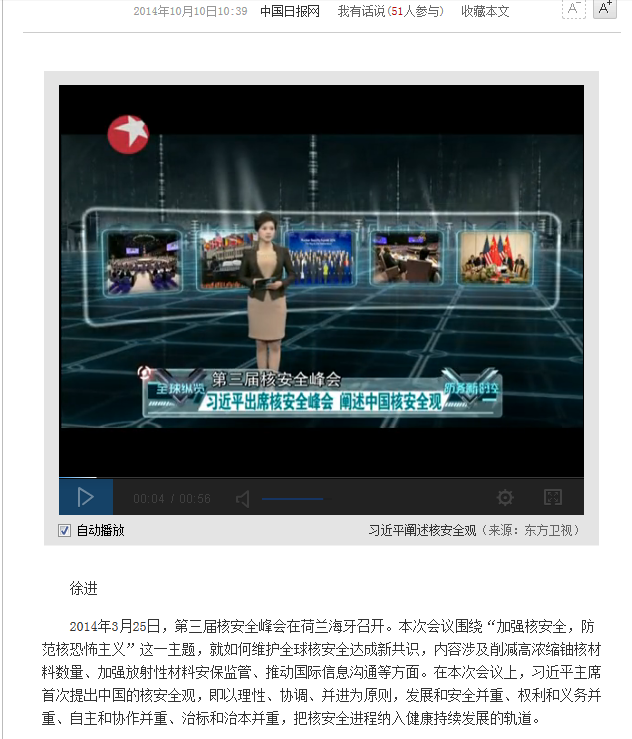 2014年10月10日10:39 中国日报网 我有话说(51人参与) 收藏本文 A- A+
全球纵览 第三届核安全峰会 防务新时空
习近平出席核安全峰会 阐述中国核安全观
00:04 / 00:56
自动播放 习近平阐述核安全观（来源：东方卫视）
徐进
2014年3月25日，第三届核安全峰会在荷兰海牙召开。本次会议围绕“加强核安全，防
范核恐怖主义”这一主题，就如何维护全球核安全达成新共识，内容涉及削减高浓缩铀核材
料数量、加强放射性材料安保监管、推动国际信息沟通等方面。在本次会议上，习近平主席
首次提出中国的核安全观，即以理性、协调、并进为原则，发展和安全并重、权利和义务并
重、自主和协作并重、治标和治本并重，把核安全进程纳入健康持续发展的轨道。